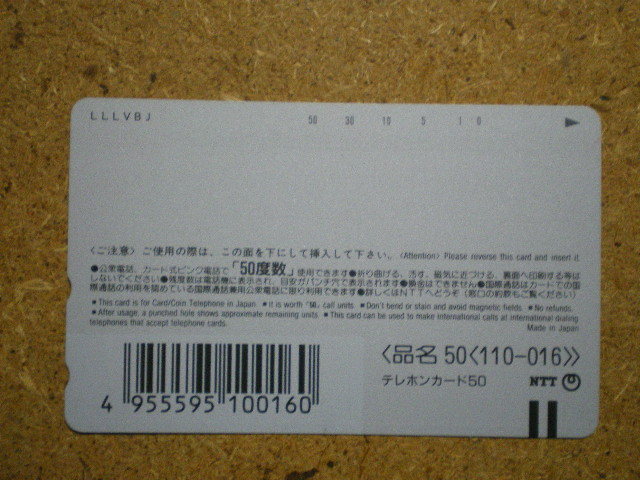 LLLVBJ
50 30 10 5 1 0
〈ご注意〉ご使用の際は、この面を下にして挿入して下さい。〈Attention〉Please reverse this card and insert it.
●公衆電話、カード式ピンク電話で「50度数」使用できます●折り曲げる、汚す、磁気に近づける、裏面へ印刷する等は
しないでください●残度数は電話機に表示され、目安がパンチ穴で表示されます●換金はできません●国際通話はカードでの国
際通話の利用を認めている国際通話兼用公衆電話に限り利用できます●詳しくはNTTへどうぞ（窓口の約款もご覧ください）
■This card is for Card/Coin Telephone in Japan ■It is worth "50" call units ■Don't bend or stain and avoid magnetic fields. ■No refunds.
■After usage, a punched hole shows approximate remaining units. ■This card can be used to make international calls at international dialing
telephones that accept telephone cards.
Made in Japan
〈品名 50〈110-016〉〉
テレホンカード50 NTT
4 955595 100160